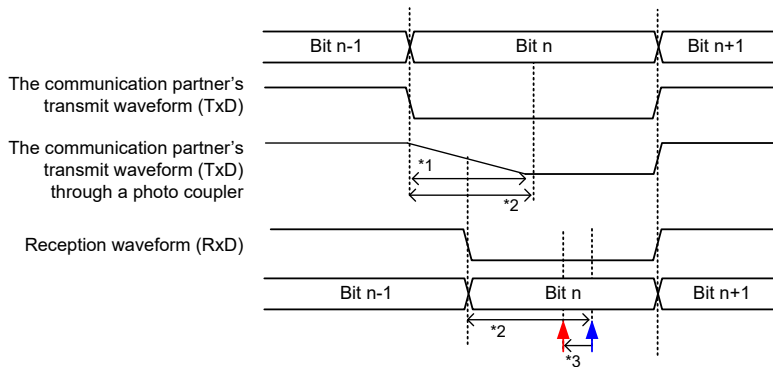 Bit n-1
Bit n
Bit n+1
The communication partner's
transmit waveform (TxD)
The communication partner's
transmit waveform (TxD)
through a photo coupler
*1
*2
Reception waveform (RxD)
Bit n-1
Bit n
Bit n+1
*2
*3